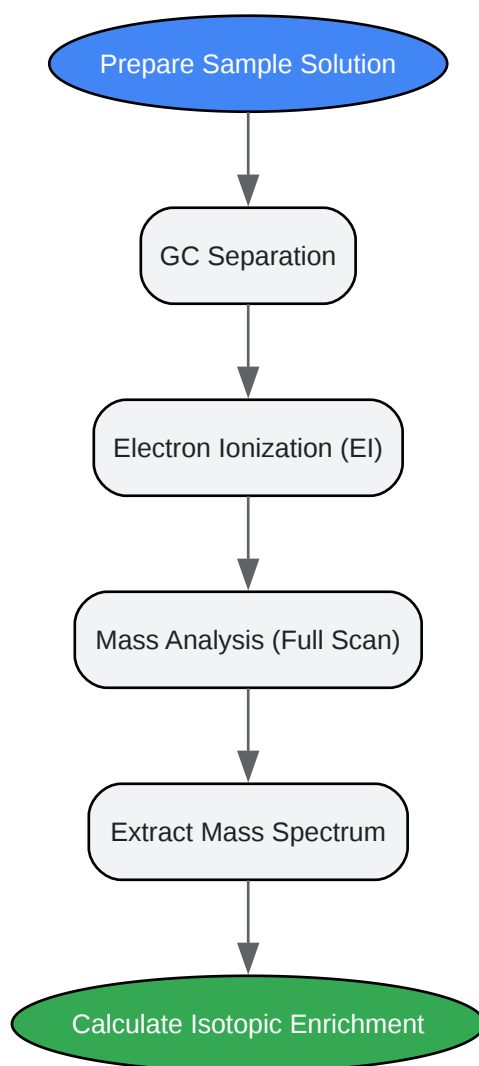 Prepare Sample Solution
GC Separation
Electron Ionization (EI)
Mass Analysis (Full Scan)
Extract Mass Spectrum
Calculate Isotopic Enrichment